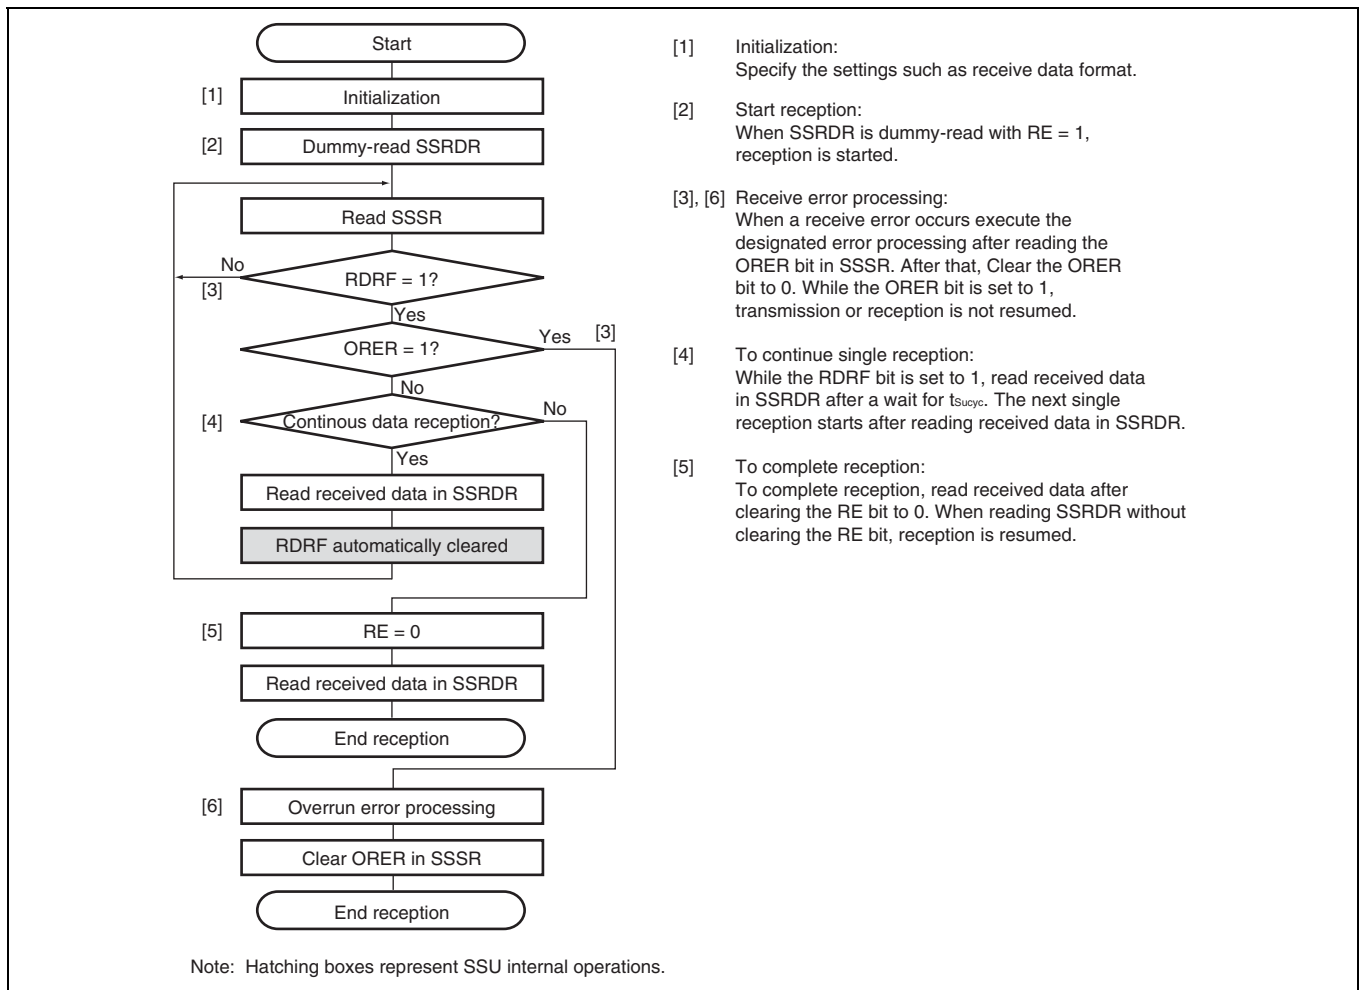 Start
[1]
Initialization
[2]
Dummy-read SSRDR
Read SSSR
No
[3]
RDRF = 1?
Yes
ORER = 1?
Yes
[3]
No
[4]
Continous data reception?
No
Yes
Read received data in SSRDR
RDRF automatically cleared
[5]
RE = 0
Read received data in SSRDR
End reception
[6]
Overrun error processing
Clear ORER in SSSR
End reception
[1] Initialization:
Specify the settings such as receive data format.
[2] Start reception:
When SSRDR is dummy-read with RE = 1,
reception is started.
[3], [6] Receive error processing:
When a receive error occurs execute the
designated error processing after reading the
ORER bit in SSSR. After that, Clear the ORER
bit to 0. While the ORER bit is set to 1,
transmission or reception is not resumed.
[4] To continue single reception:
While the RDRF bit is set to 1, read received data
in SSRDR after a wait for tSucyc. The next single
reception starts after reading received data in SSRDR.
[5] To complete reception:
To complete reception, read received data after
clearing the RE bit to 0. When reading SSRDR without
clearing the RE bit, reception is resumed.
Note: Hatching boxes represent SSU internal operations.